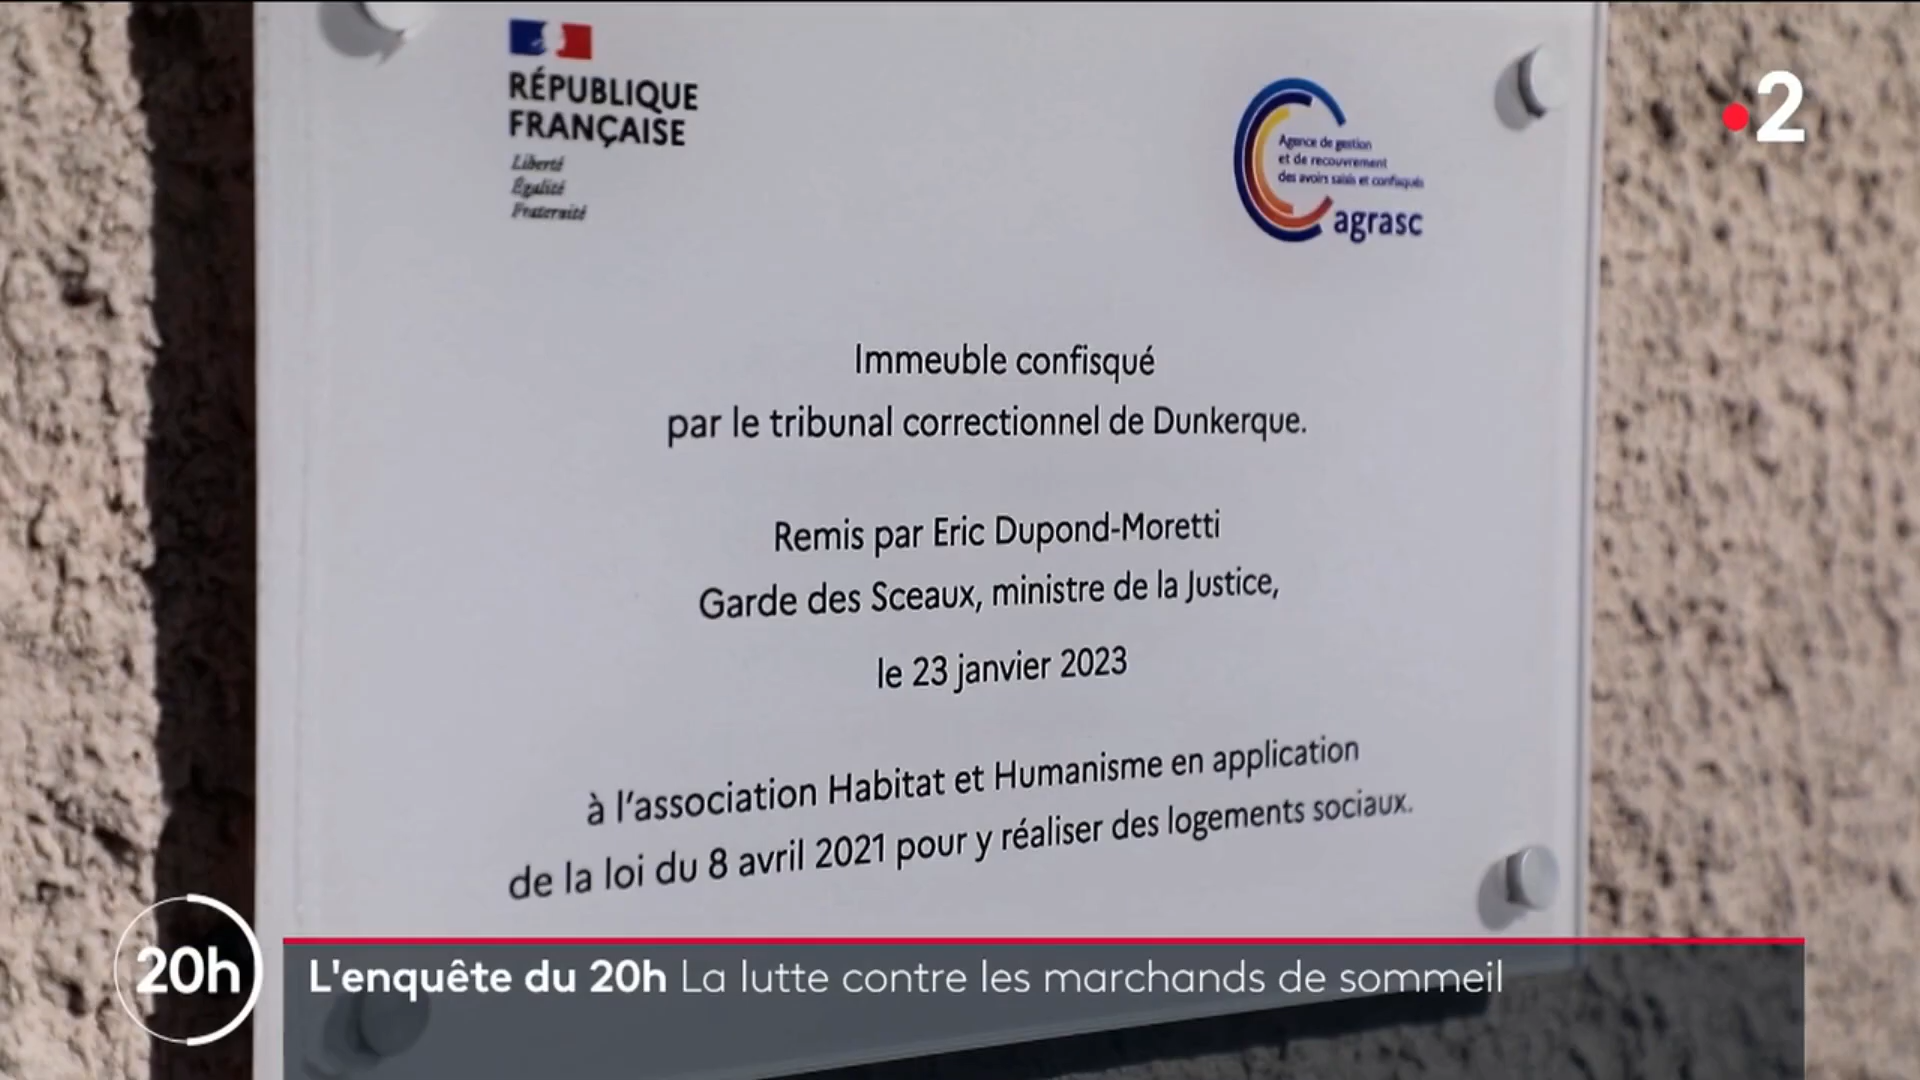 RÉPUBLIQUE
FRANÇAISE
Liberté
Égalité
Fraternité
Agence de gestion
et de recouvrement
des avoirs saisis et confisqués
agrasc
2
Immeuble confisqué
par le tribunal correctionnel de Dunkerque.
Remis par Eric Dupond-Moretti
Garde des Sceaux, ministre de la Justice,
le 23 janvier 2023
à l'association Habitat et Humanisme en application
de la loi du 8 avril 2021 pour y réaliser des logements sociaux.
20h
L'enquête du 20h La lutte contre les marchands de sommeil